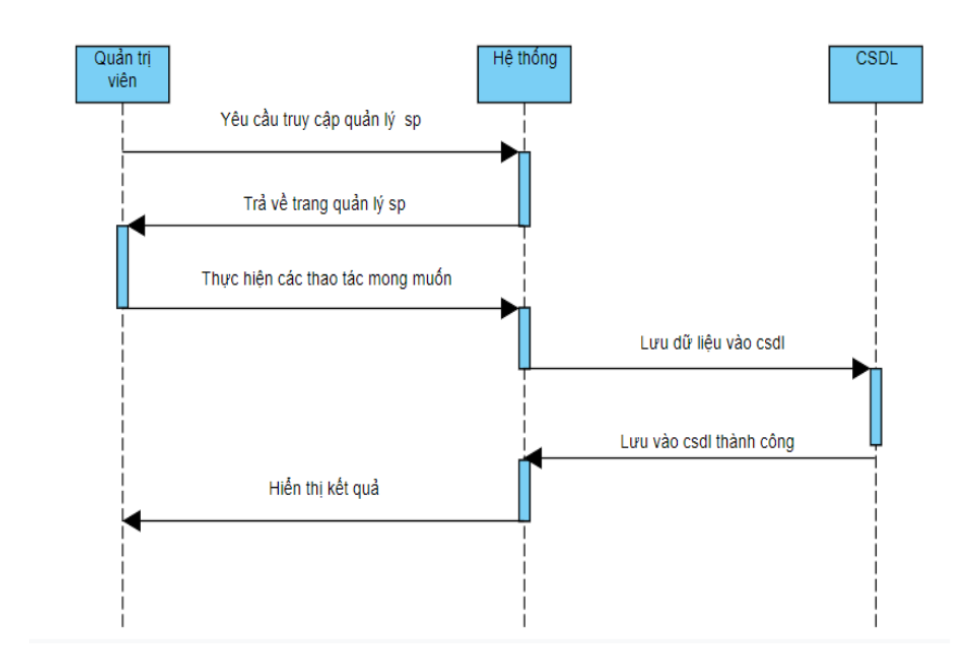 Quản trị
viên
Hệ thống
CSDL
Yêu cầu truy cập quản lý sp
Trả về trang quản lý sp
Thực hiện các thao tác mong muốn
Lưu dữ liệu vào csdl
Lưu vào csdl thành công
Hiển thị kết quả